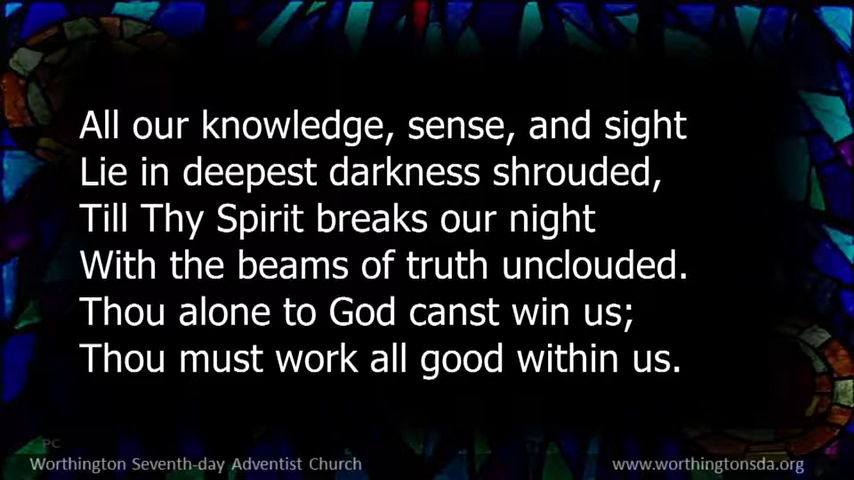 All our knowledge, sense, and sight
Lie in deepest darkness shrouded,
Till Thy Spirit breaks our night
With the beams of truth unclouded.
Thou alone to God canst win us;
Thou must work all good within us.
PC
Worthington Seventh-day Adventist Church
www.worthingtonsda.org